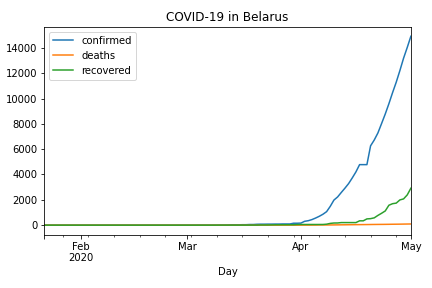 COVID-19 in Belarus
confirmed
deaths
recovered
14000
12000
10000
8000
6000
4000
2000
0
Feb Mar Apr May
2020
Day